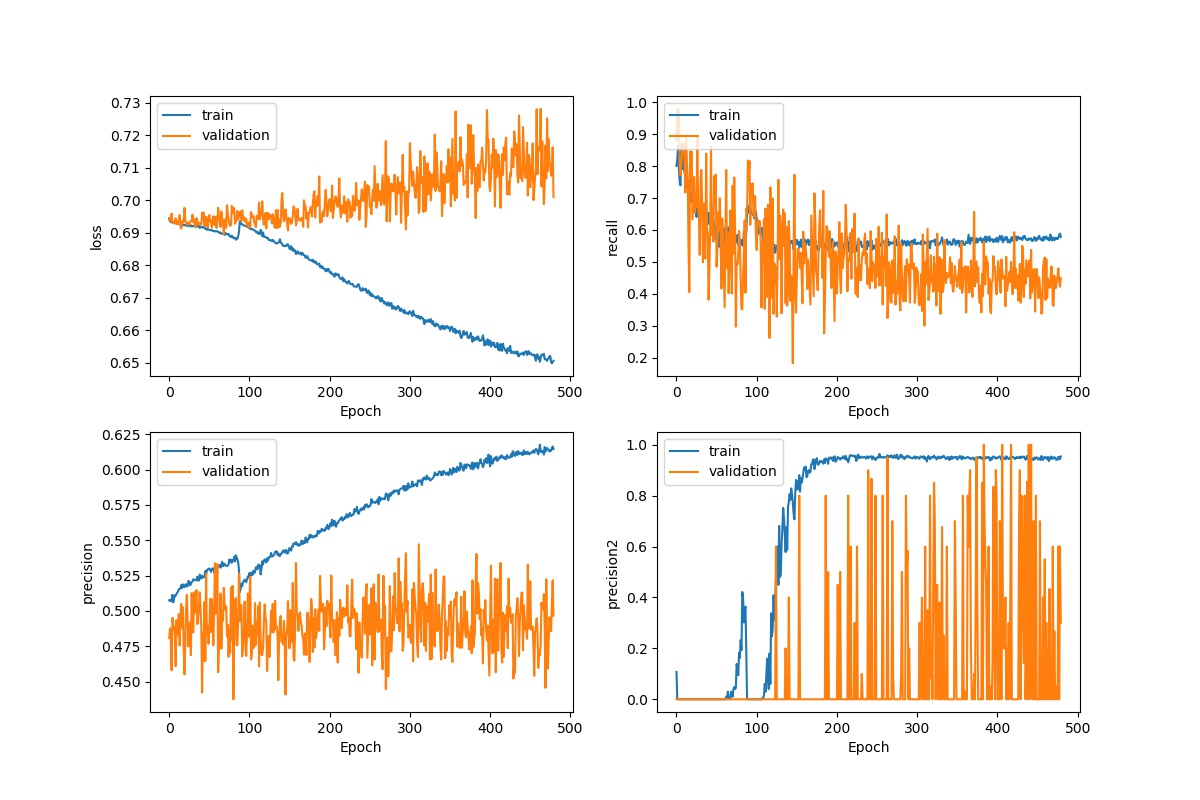 train
validation
0.73
0.72
0.71
0.70
0.69
0.68
0.67
0.66
0.65
loss
0 100 200 300 400 500
Epoch
train
validation
1.0
0.9
0.8
0.7
0.6
0.5
0.4
0.3
0.2
recall
0 100 200 300 400 500
Epoch
train
validation
0.625
0.600
0.575
0.550
0.525
0.500
0.475
0.450
precision
0 100 200 300 400 500
Epoch
train
validation
1.0
0.8
0.6
0.4
0.2
0.0
precision2
0 100 200 300 400 500
Epoch